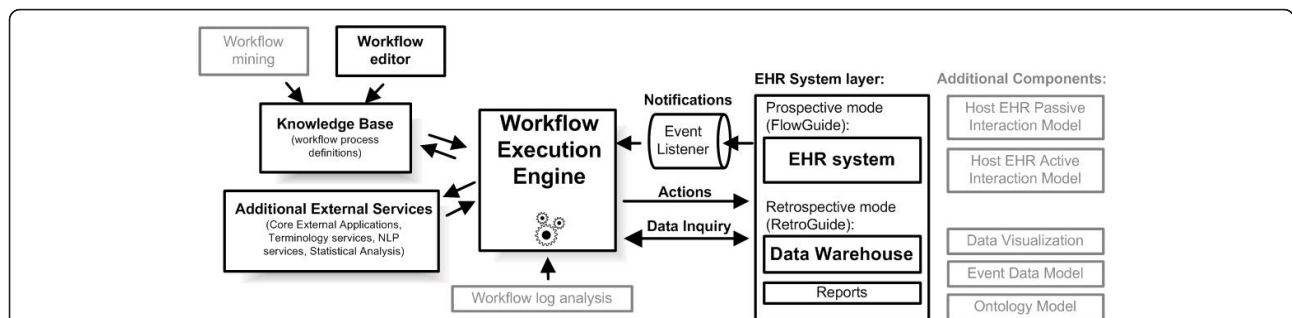 Workflow
mining
Workflow
editor
Knowledge Base
(workflow process
definitions)
Additional External Services
(Core External Applications,
Terminology services, NLP
services, Statistical Analysis)
Workflow
Execution
Engine
Workflow log analysis
Notifications
Event
Listener
Actions
Data Inquiry
EHR System layer:
Prospective mode
(FlowGuide):
EHR system
Retrospective mode
(RetroGuide):
Data Warehouse
Reports
Additional Components:
Host EHR Passive
Interaction Model
Host EHR Active
Interaction Model
Data Visualization
Event Data Model
Ontology Model